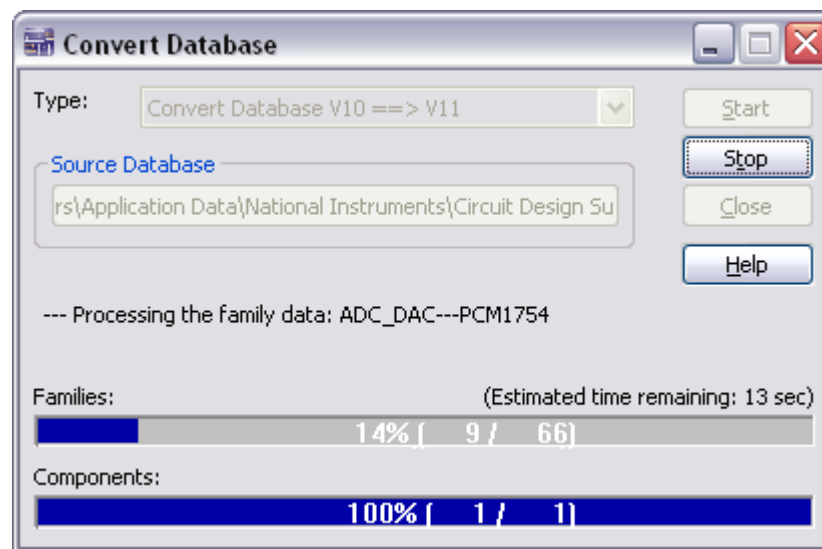 Convert Database
Type:
Convert Database V10 ==> V11
Start
Source Database
Stop
rs\Application Data\National Instruments\Circuit Design Su
Close
Help
--- Processing the family data: ADC_DAC---PCM1754
Families:
(Estimated time remaining: 13 sec)
14% ( 9 / 66)
Components:
100% ( 1 / 1)